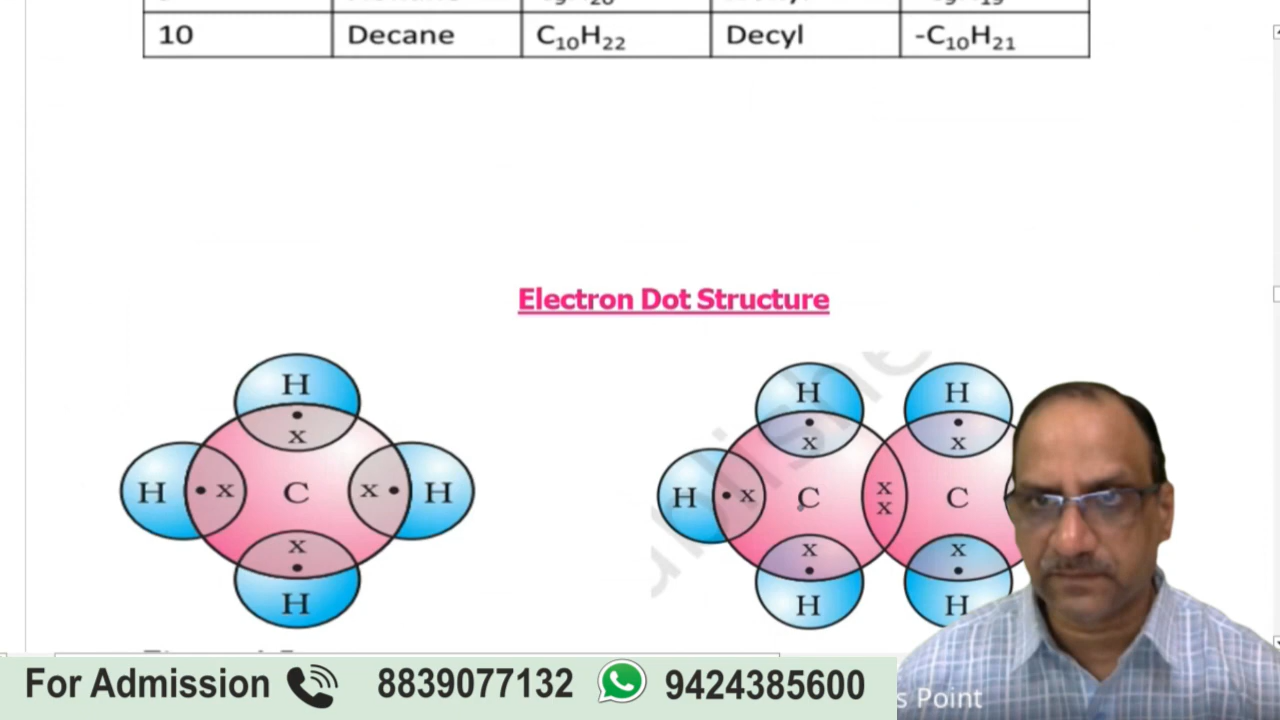 10 Decane C₁₀H₂₂ Decyl -C₁₀H₂₁
Electron Dot Structure
H H H
• • •
x x x
H • x C x • H H • x C x x C
x x x
• • •
H H H
For Admission 8839077132 9424385600
s Point